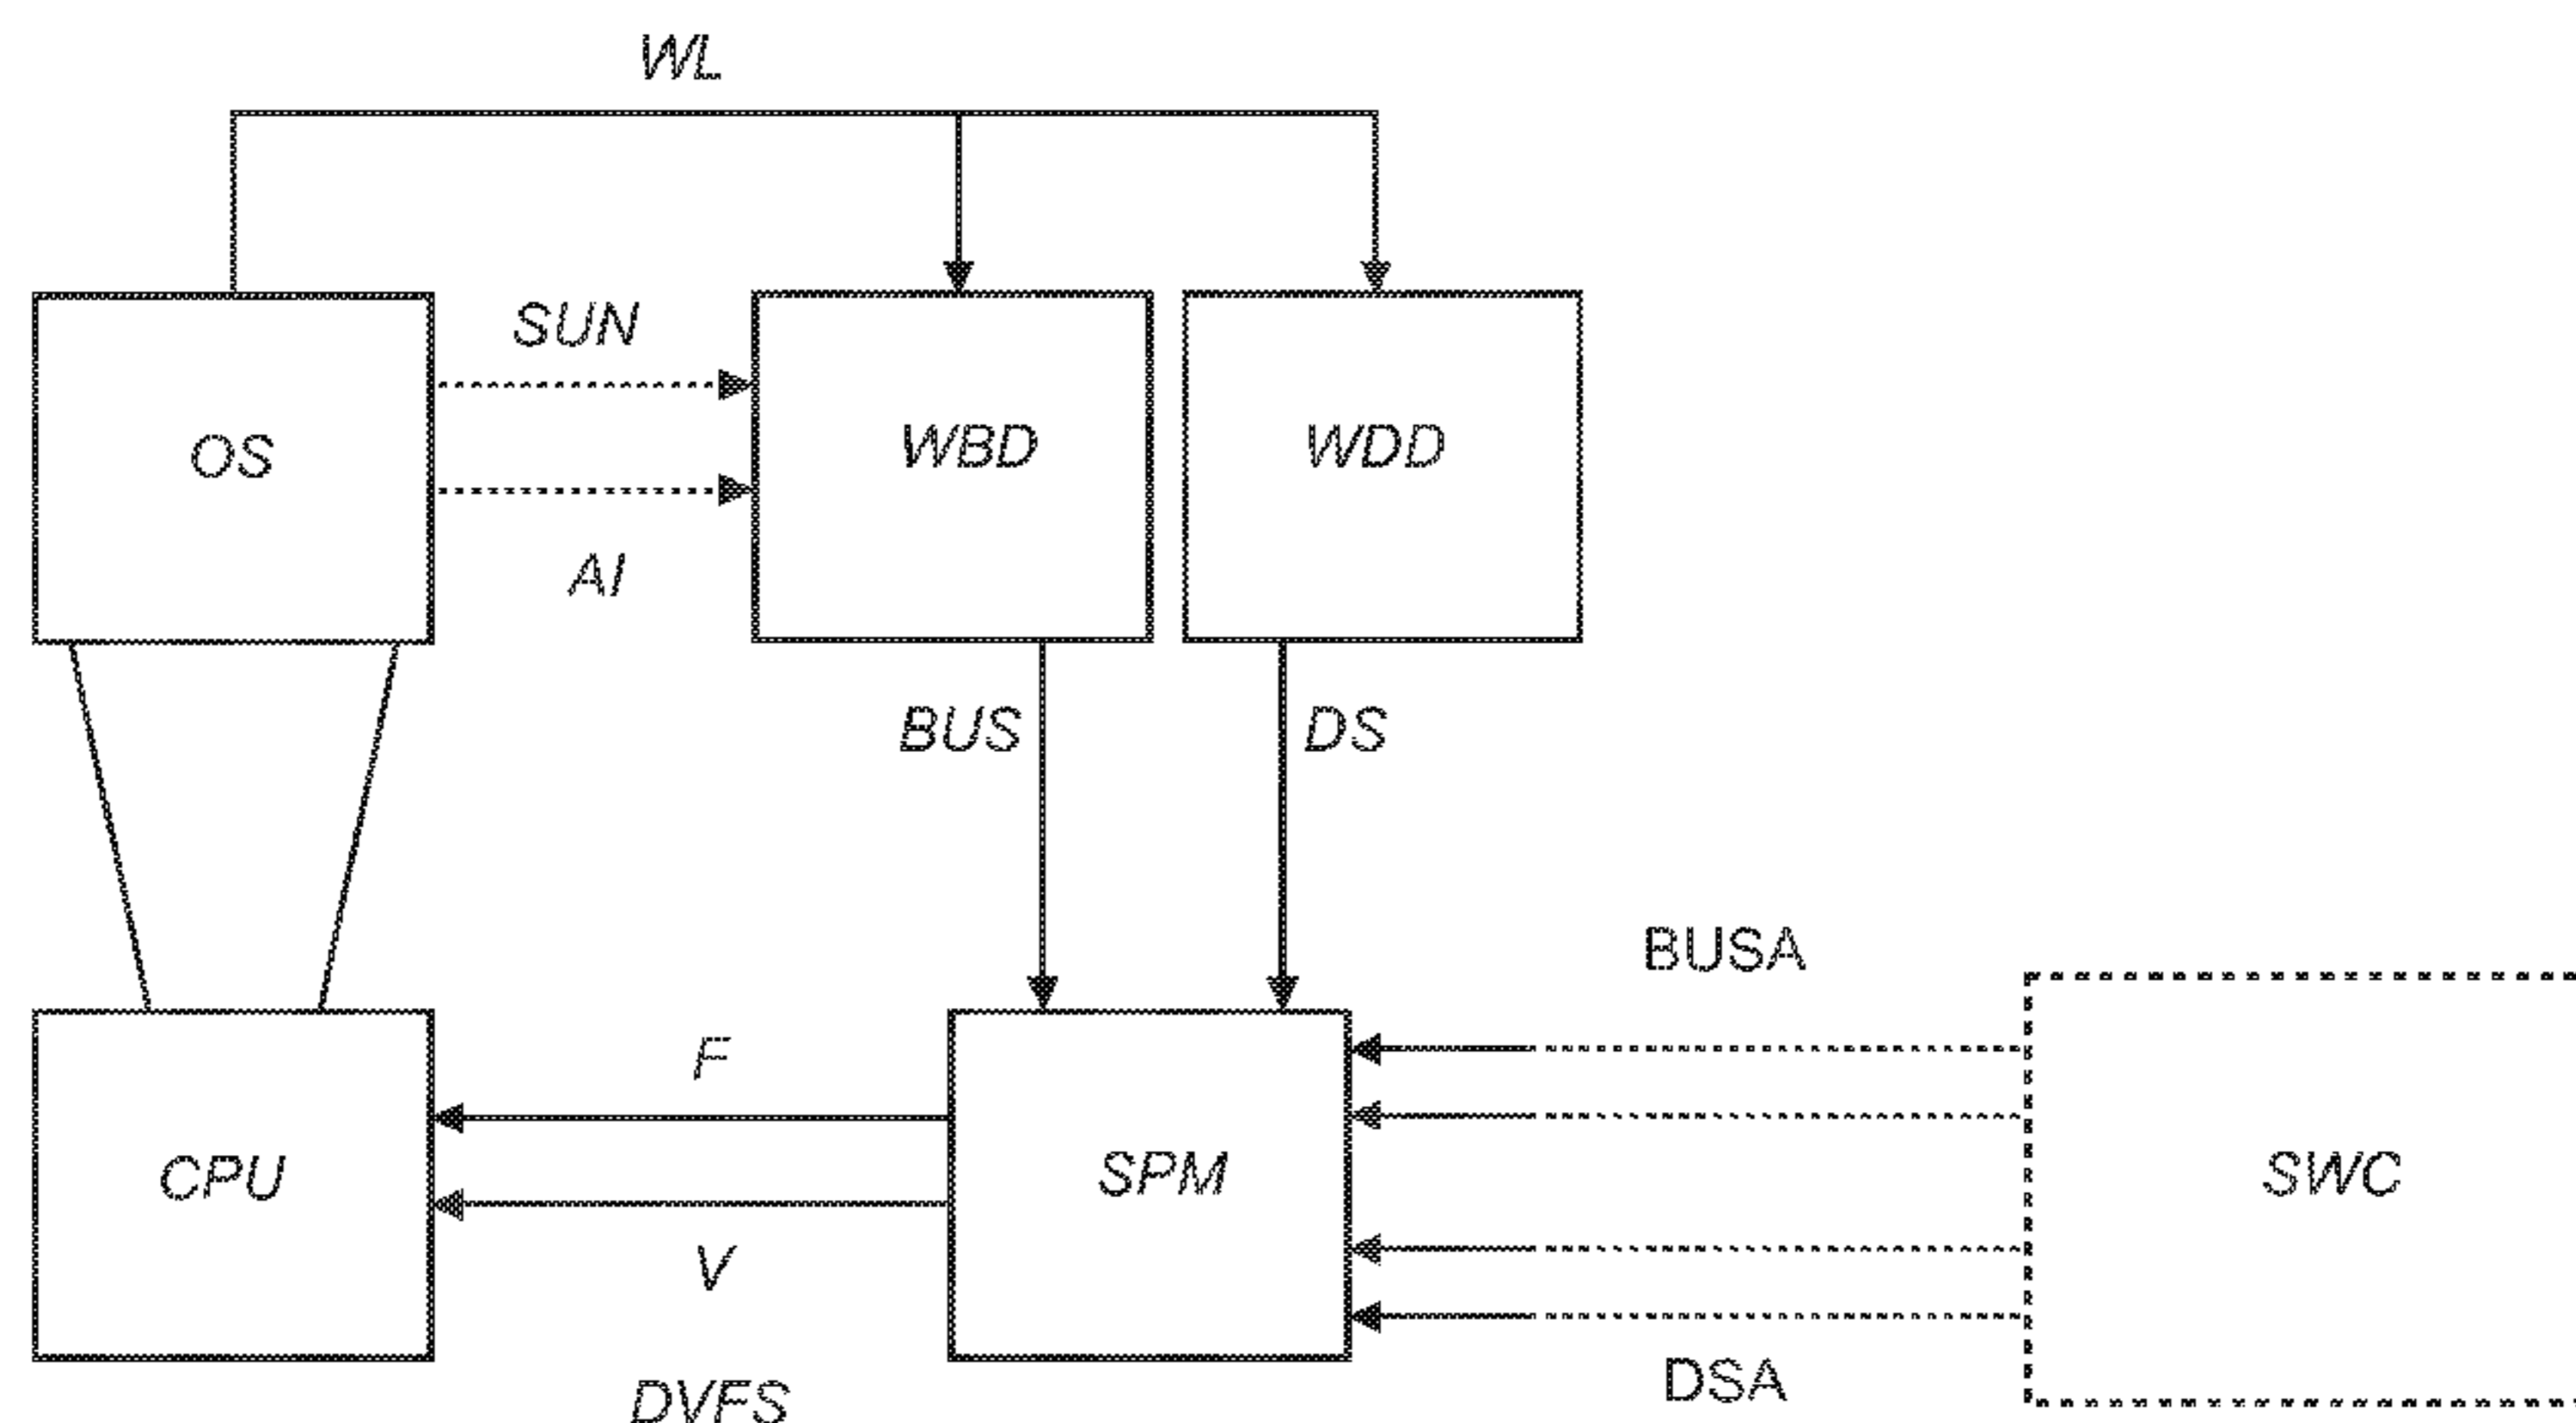 WL
SUN
OS
WBD
WDD
AI
BUS
DS
BUSA
F
CPU
SPM
SWC
V
DSA
DVFS